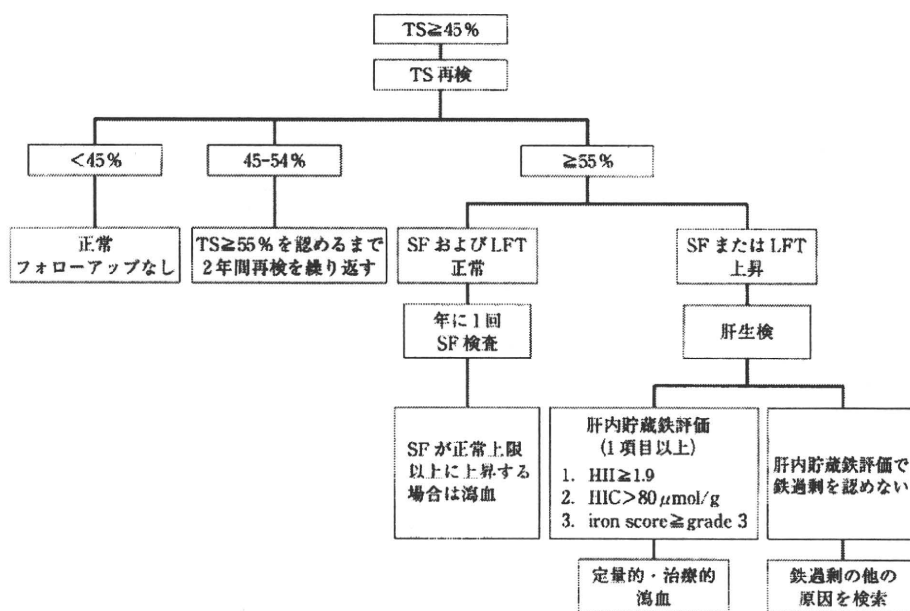 TS≧45%
TS再検
<45%
45-54%
≧55%
正常
フォローアップなし
TS≧55%を認めるまで
2年間再検を繰り返す
SFおよびLFT
正常
SFまたはLFT
上昇
年に1回
SF検査
肝生検
SFが正常上限
以上に上昇する
場合は瀉血
肝内貯蔵鉄評価
(1項目以上)
1. HII≧1.9
2. HIC>80μmol/g
3. iron score≧grade 3
肝内貯蔵鉄評価で
鉄過剰を認めない
定量的・治療的
瀉血
鉄過剰の他の
原因を検索